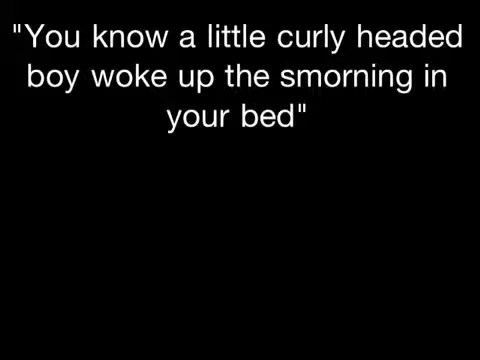 "You know a little curly headed
boy woke up the smorning in
your bed"